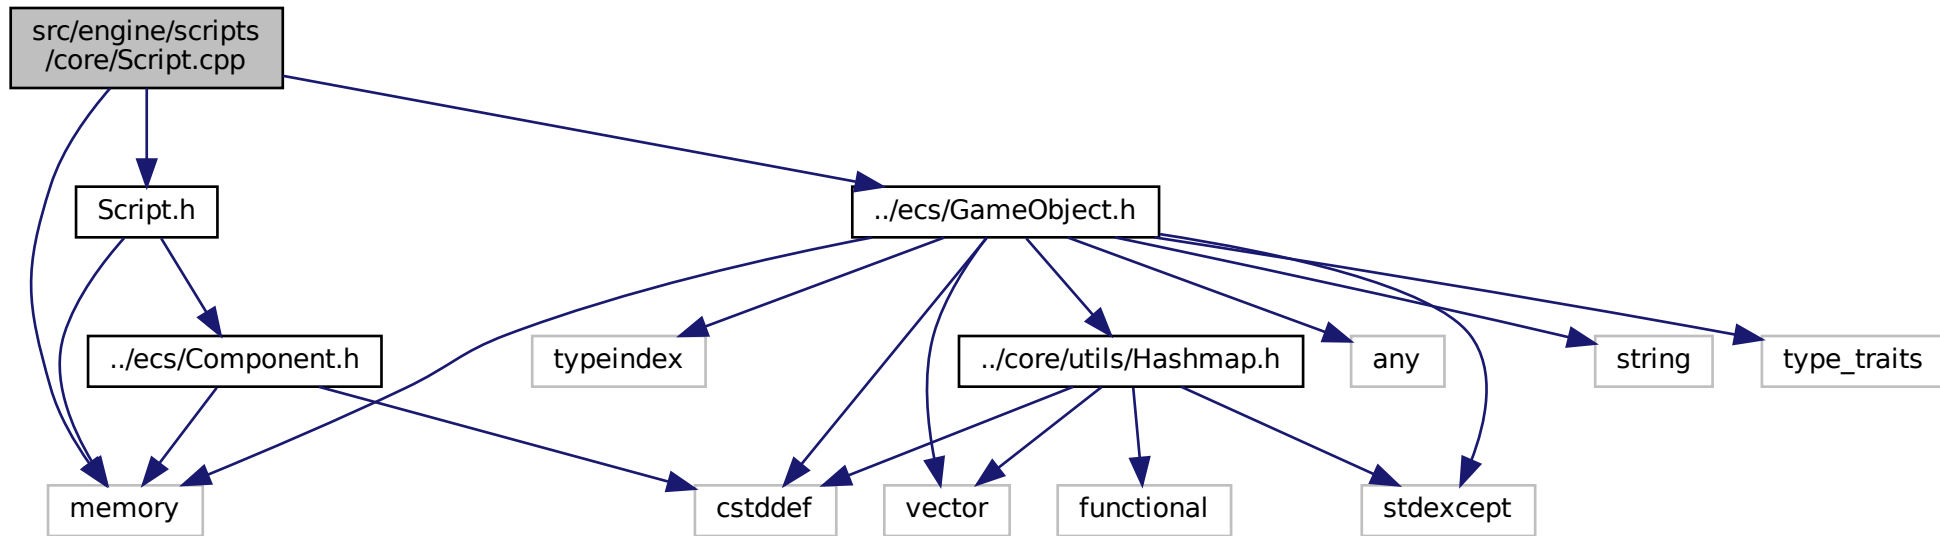 src/engine/scripts
/core/Script.cpp
Script.h
../ecs/GameObject.h
../ecs/Component.h
typeindex
../core/utils/Hashmap.h
any
string
type_traits
memory
cstddef
vector
functional
stdexcept